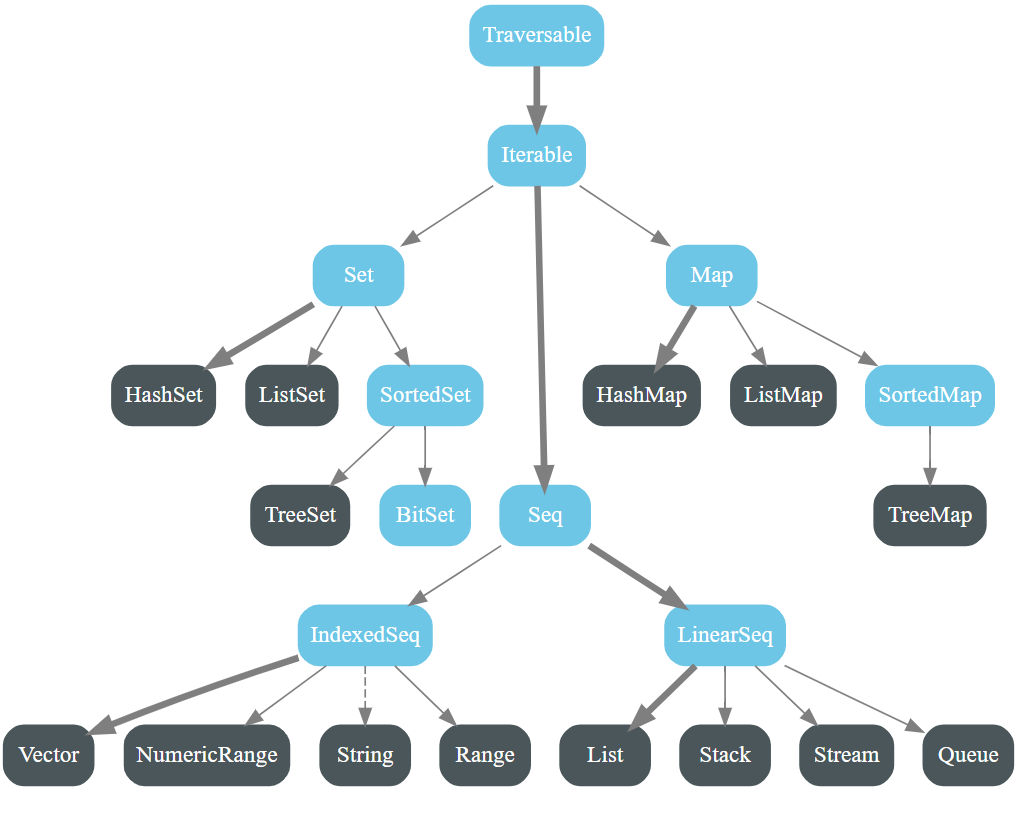 Traversable
Iterable
Set
Map
HashSet
ListSet
SortedSet
HashMap
ListMap
SortedMap
TreeSet
BitSet
Seq
TreeMap
IndexedSeq
LinearSeq
Vector
NumericRange
String
Range
List
Stack
Stream
Queue